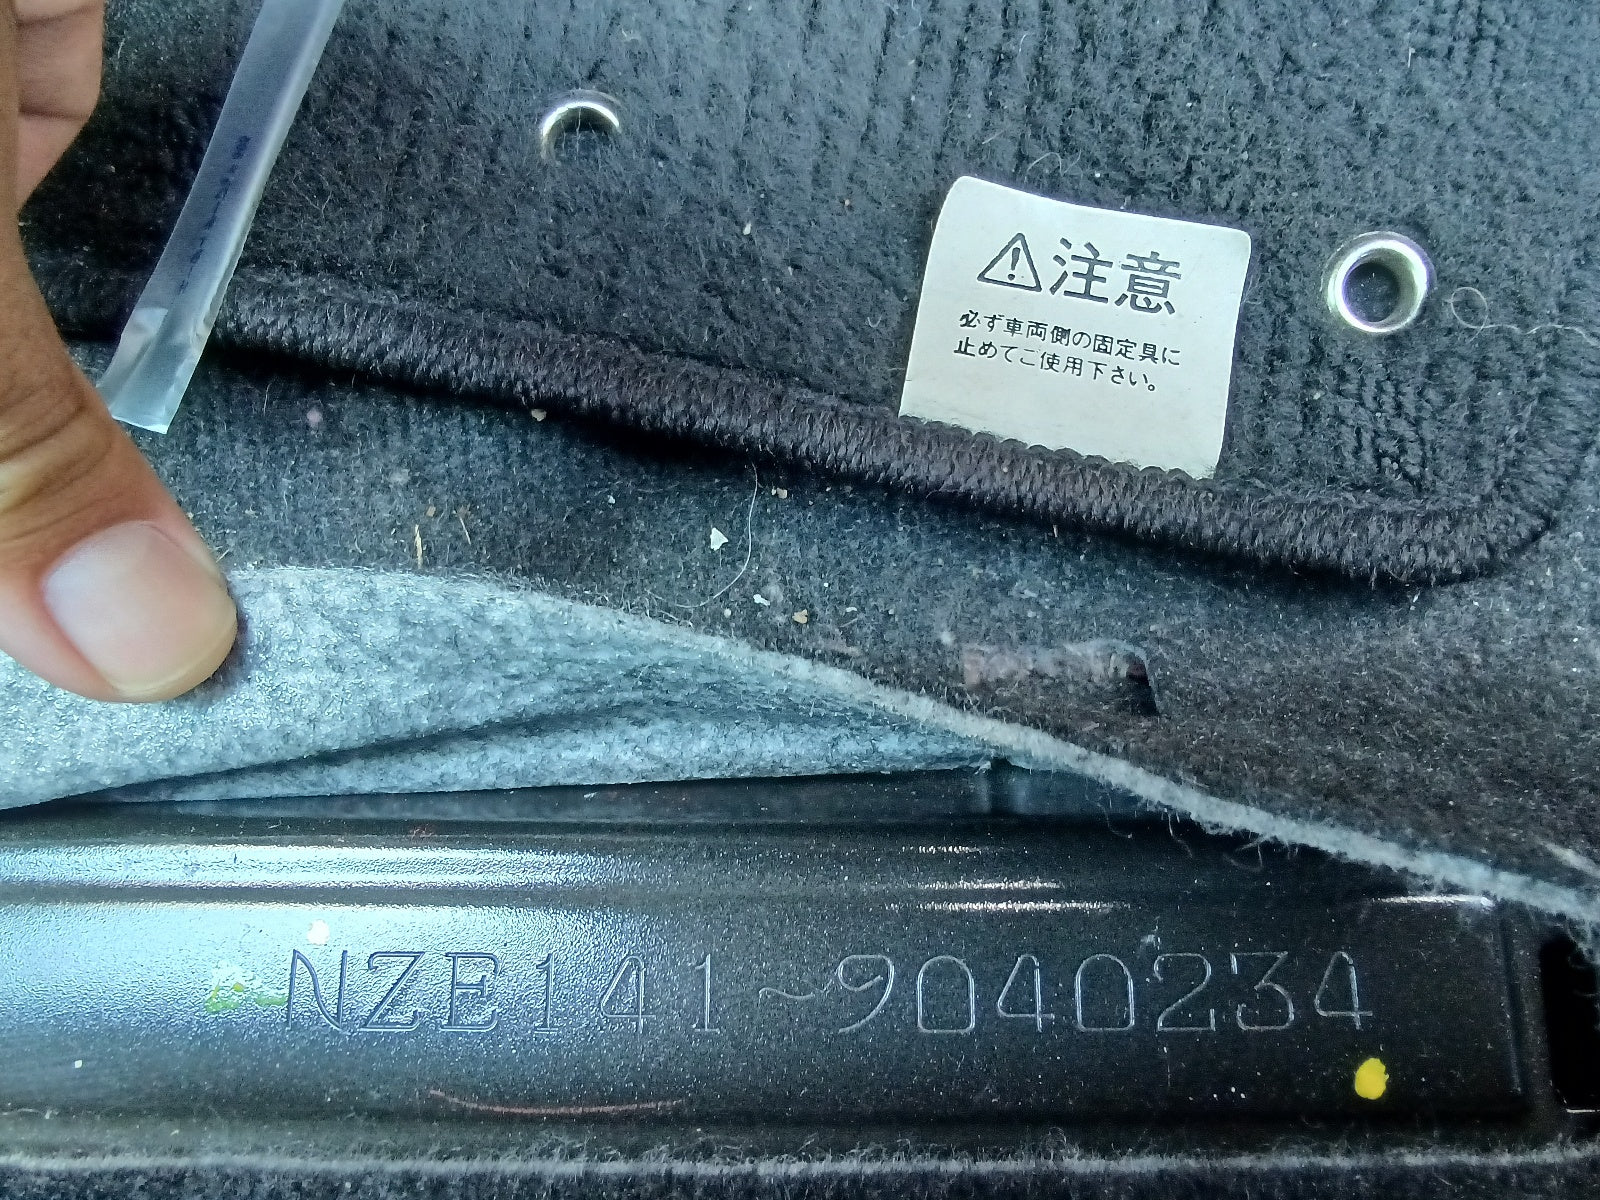 注意
必ず車両側の固定具に
止めてご使用下さい。
NZE141-9040234